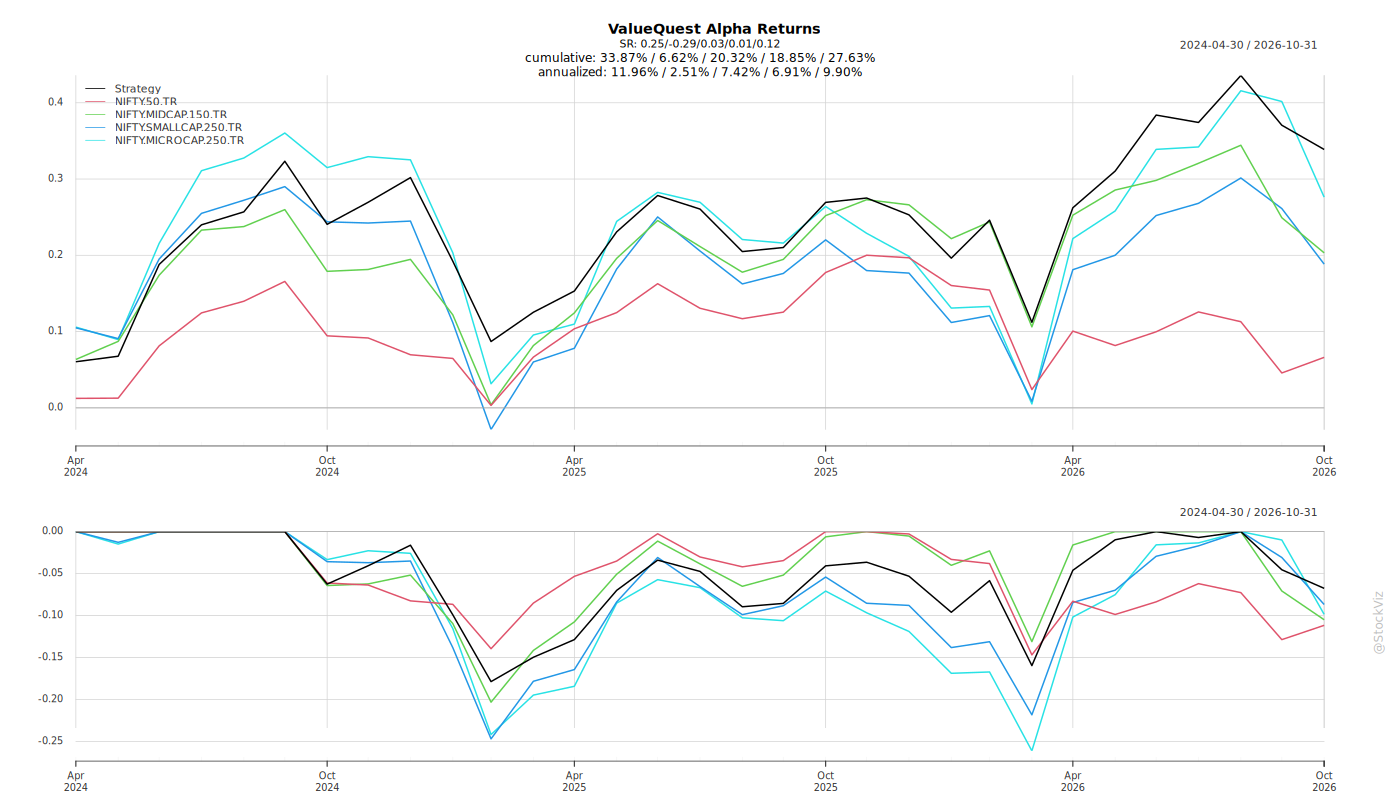 ValueQuest Alpha Returns
SR: 0.25/-0.29/0.03/0.01/0.12
cumulative: 33.87% / 6.62% / 20.32% / 18.85% / 27.63%
annualized: 11.96% / 2.51% / 7.42% / 6.91% / 9.90%
2024-04-30 / 2026-10-31
Strategy
NIFTY.50.TR
NIFTY.MIDCAP.150.TR
NIFTY.SMALLCAP.250.TR
NIFTY.MICROCAP.250.TR
0.4
0.3
0.2
0.1
0.0
Apr Oct Apr Oct Apr Oct
2024 2024 2025 2025 2026 2026
2024-04-30 / 2026-10-31
0.00
-0.05
-0.10
-0.15
-0.20
-0.25
Apr Oct Apr Oct Apr Oct
2024 2024 2025 2025 2026 2026
@StockViz